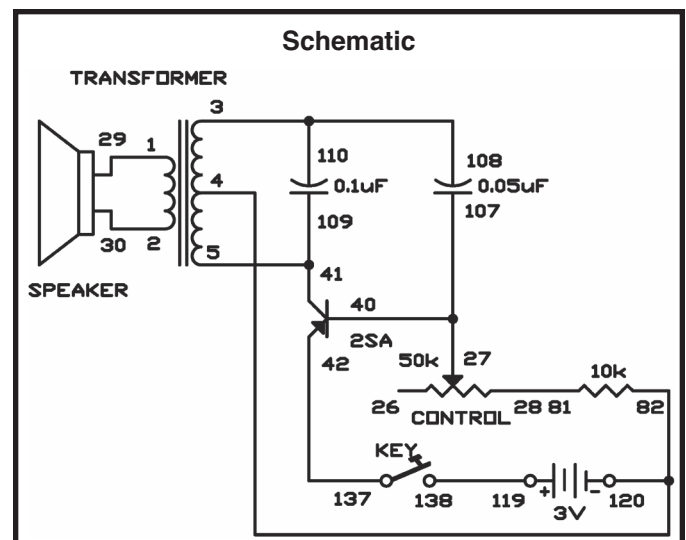 Schematic
TRANSFORMER
3
29 1
110 108
4 0.1uF 0.05uF
109 107
30 2 5
41
SPEAKER
40
2SA
42 50k 27
10k
26 28 81 82
CONTROL
KEY
137 138 119 + - 120
3V